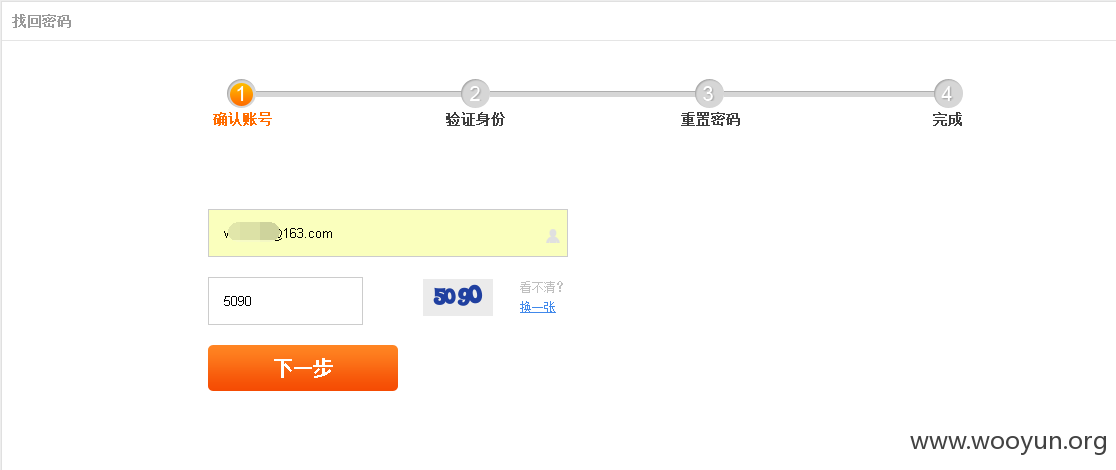 找回密码
1 2 3 4
确认账号 验证身份 重置密码 完成
@163.com
5090 5090 看不清?
换一张
下一步
www.wooyun.org